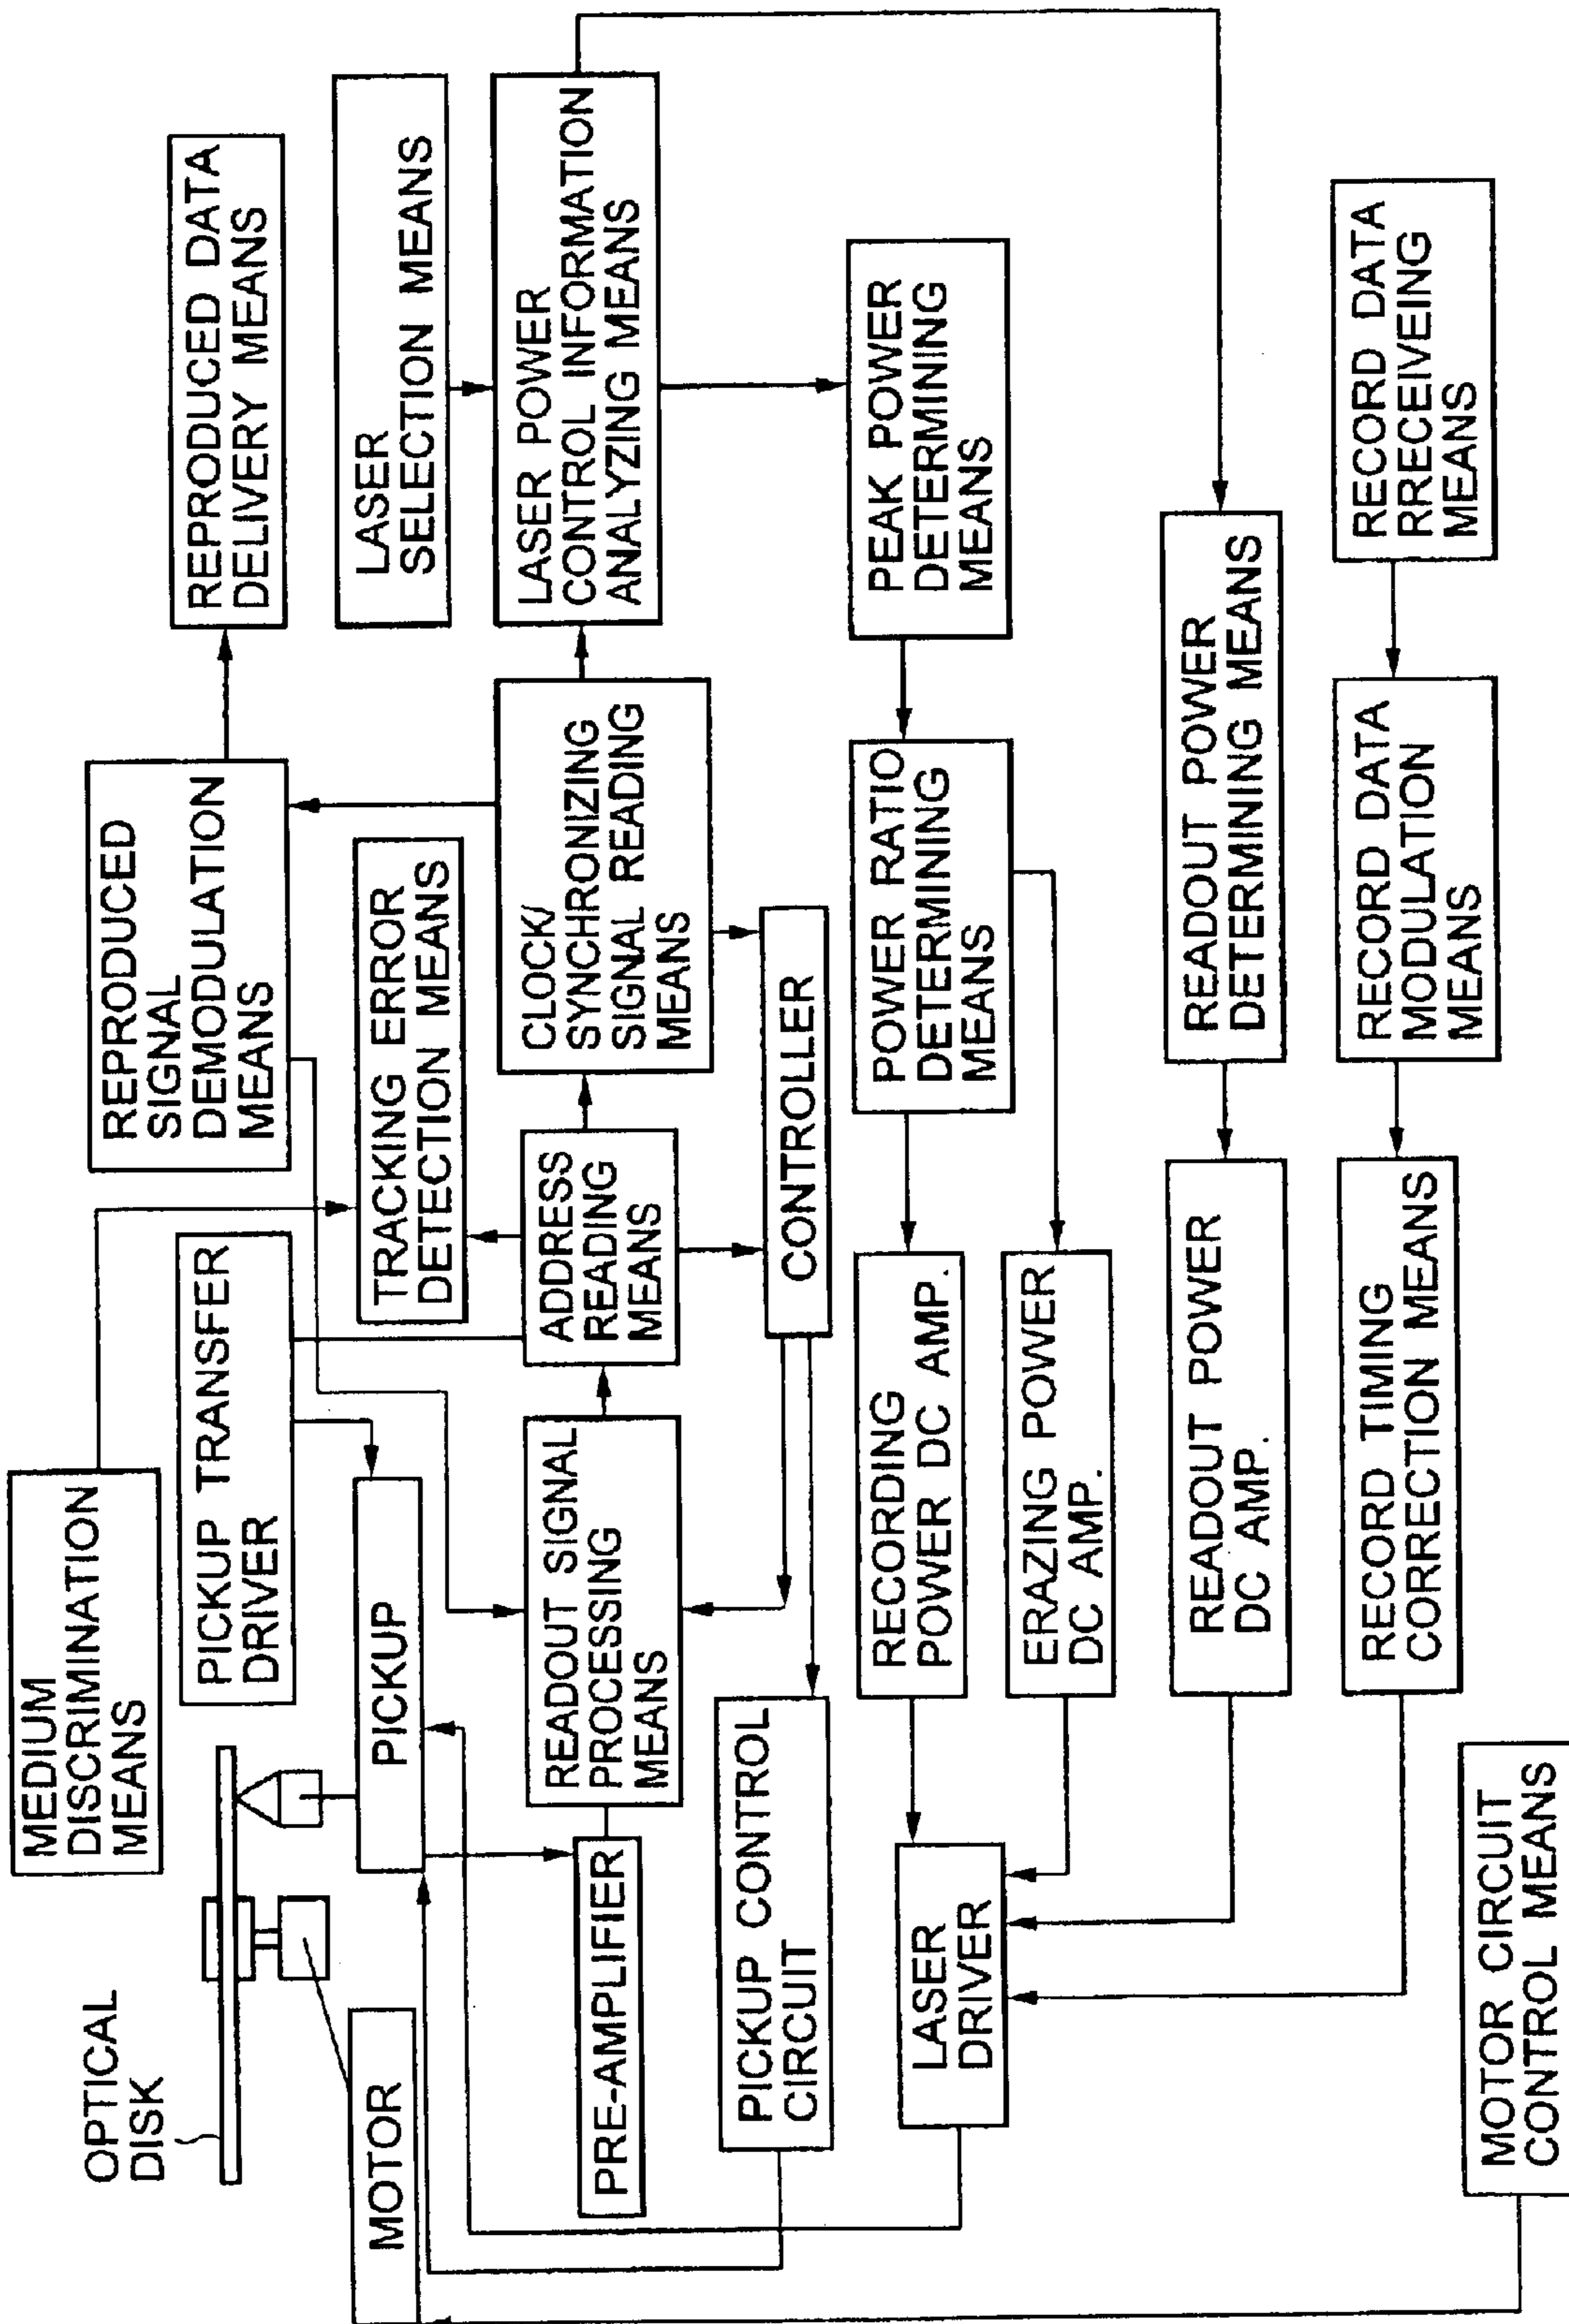 OPTICAL
DISK
MOTOR
MEDIUM
DISCRIMINATION
MEANS
PICKUP TRANSFER
DRIVER
PICKUP
PRE-AMPLIFIER
READOUT SIGNAL
PROCESSING
MEANS
REPRODUCED
SIGNAL
DEMODULATION
MEANS
TRACKING ERROR
DETECTION MEANS
ADDRESS
READING
MEANS
CLOCK/
SYNCHRONIZING
SIGNAL READING
MEANS
REPRODUCED DATA
DELIVERY MEANS
LASER
SELECTION MEANS
LASER POWER
CONTROL INFORMATION
ANALYZING MEANS
PICKUP CONTROL
CIRCUIT
CONTROLLER
LASER
DRIVER
RECORDING
POWER DC AMP.
ERAZING POWER
DC AMP.
POWER RATIO
DETERMINING
MEANS
PEAK POWER
DETERMINING
MEANS
READOUT POWER
DC AMP.
READOUT POWER
DETERMINING MEANS
RECORD TIMING
CORRECTION MEANS
RECORD DATA
MODULATION
MEANS
RECORD DATA
RRECEIVEING
MEANS
MOTOR CIRCUIT
CONTROL MEANS